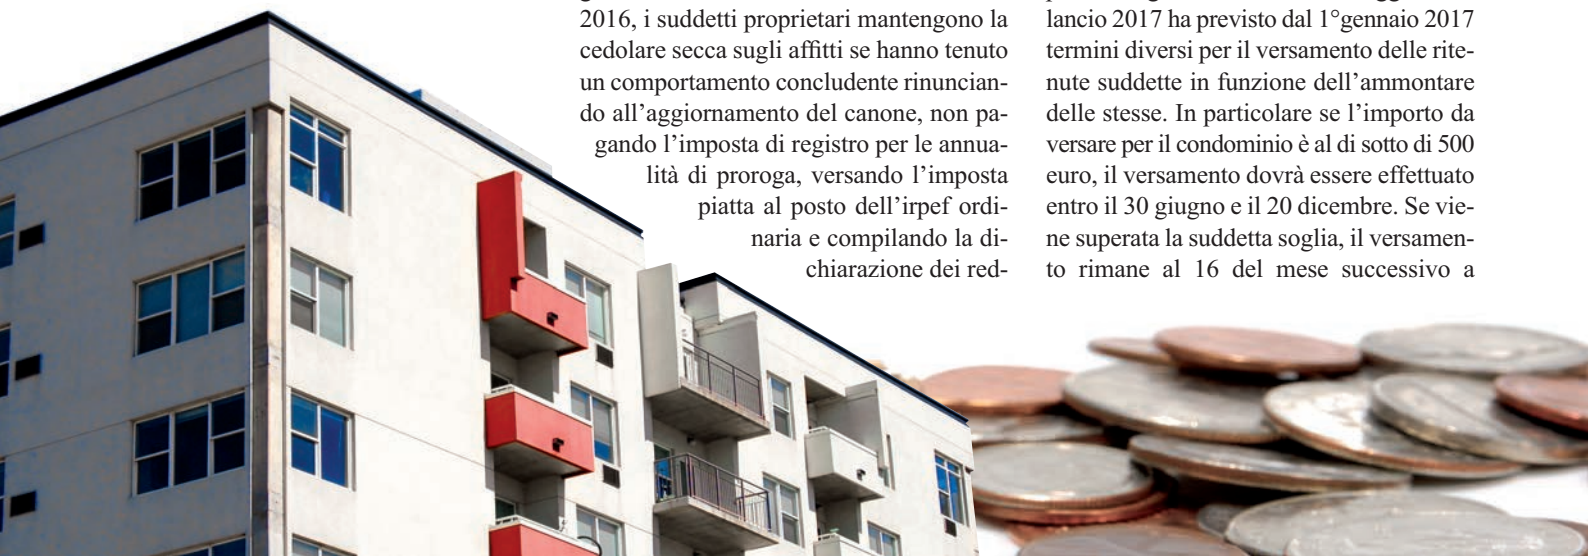 2016, i suddetti proprietari mantengono la
cedolare secca sugli affitti se hanno tenuto
un comportamento concludente rinuncian-
do all’aggiornamento del canone, non pa-
gando l’imposta di registro per le annua-
lità di proroga, versando l’imposta
piatta al posto dell’irpef ordi-
naria e compilando la di-
chiarazione dei red-
lancio 2017 ha previsto dal 1°gennaio 2017
termini diversi per il versamento delle rite-
nute suddette in funzione dell’ammontare
delle stesse. In particolare se l’importo da
versare per il condominio è al di sotto di 500
euro, il versamento dovrà essere effettuato
entro il 30 giugno e il 20 dicembre. Se vie-
ne superata la suddetta soglia, il versamen-
to rimane al 16 del mese successivo a